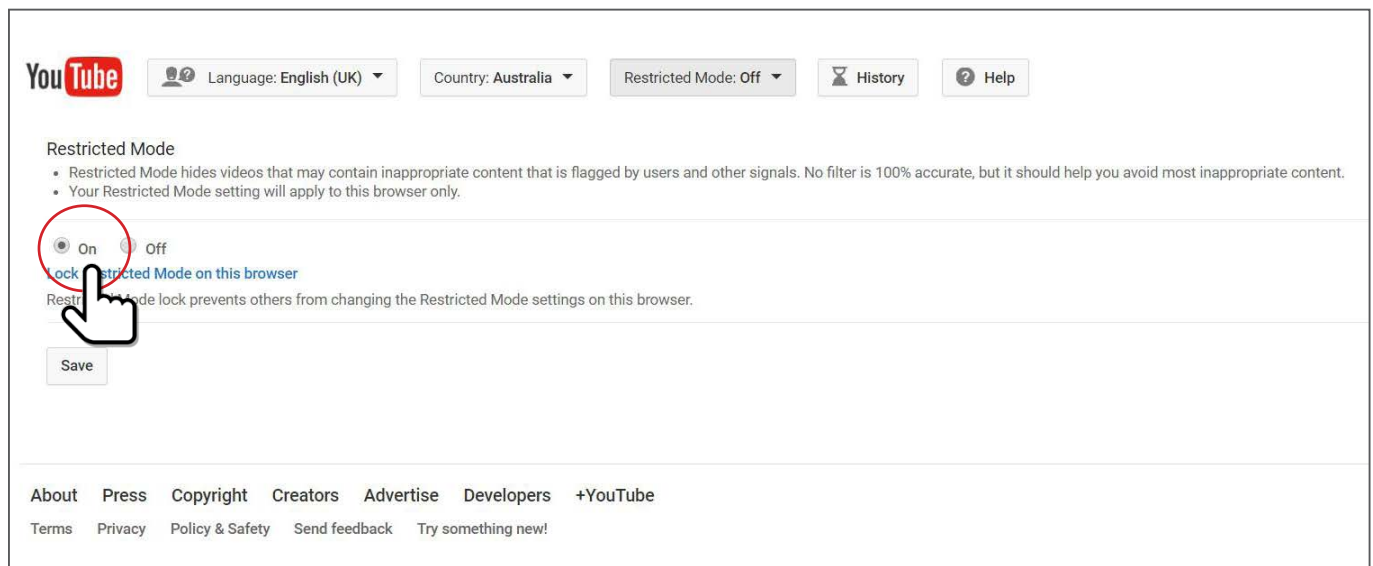 YouTube Language: English (UK) Country: Australia Restricted Mode: Off History Help
Restricted Mode
• Restricted Mode hides videos that may contain inappropriate content that is flagged by users and other signals. No filter is 100% accurate, but it should help you avoid most inappropriate content.
• Your Restricted Mode setting will apply to this browser only.
On Off
Lock Restricted Mode on this browser
Restricted Mode lock prevents others from changing the Restricted Mode settings on this browser.
Save
About Press Copyright Creators Advertise Developers +YouTube
Terms Privacy Policy & Safety Send feedback Try something new!